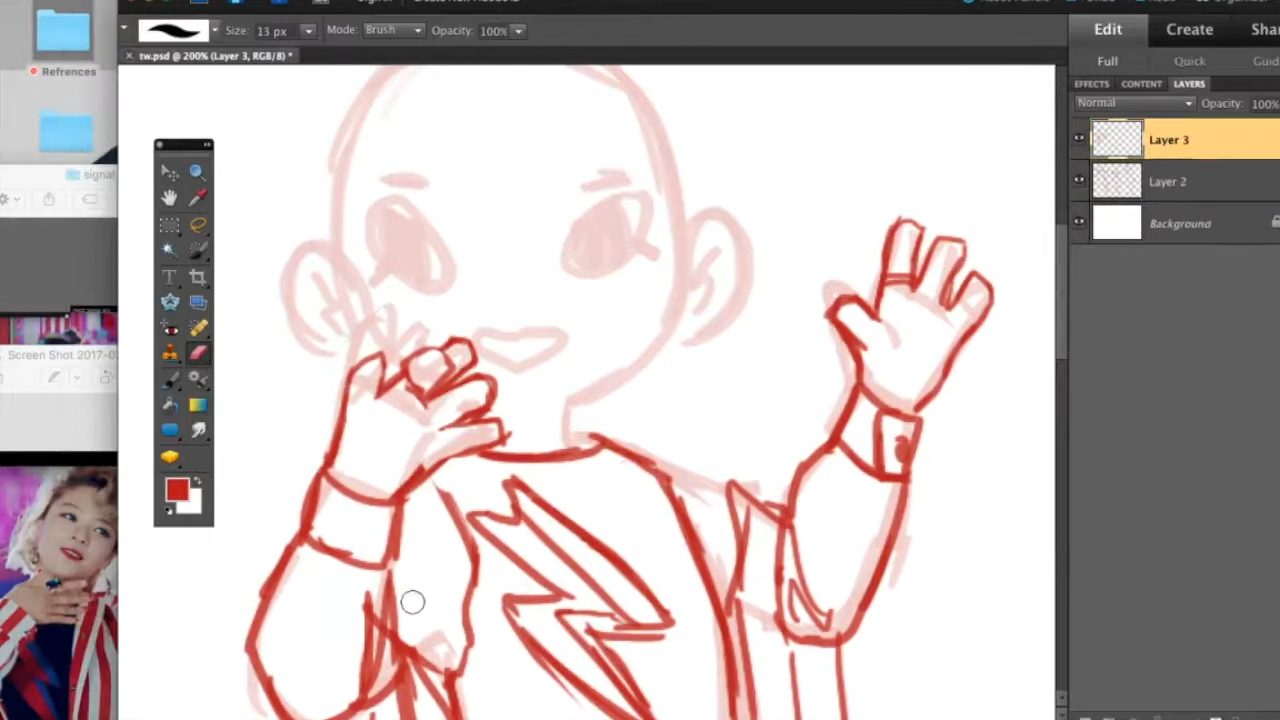 Size: 13 px
Mode: Brush
Opacity: 100%
tw.psd @ 200% (Layer 3, RGB/8) *
Edit
Create
Full
Quick
EFFECTS
CONTENT
LAYERS
Normal
Opacity: 100%
Layer 3
Layer 2
Background
Refrences
signal
Screen Shot 2017-0